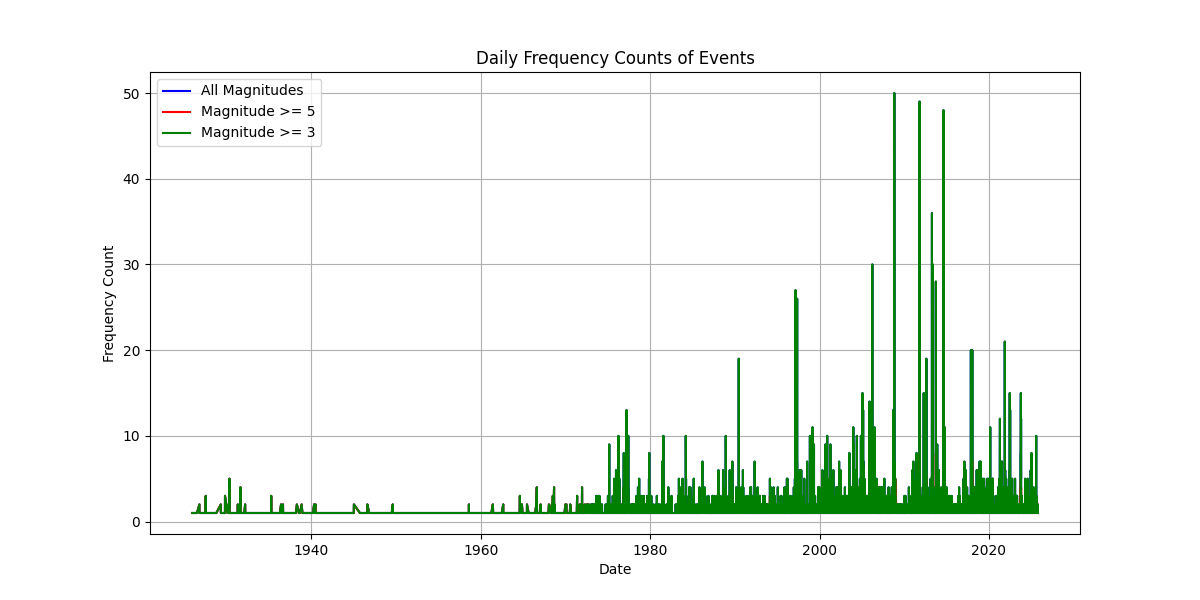 Daily Frequency Counts of Events
All Magnitudes
Magnitude >= 5
Magnitude >= 3
50
40
30
20
10
0
Frequency Count
1940 1960 1980 2000 2020
Date